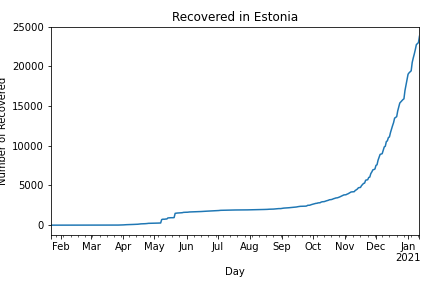 Recovered in Estonia
25000
20000
15000
10000
5000
0
Number of Recovered
Feb Mar Apr May Jun Jul Aug Sep Oct Nov Dec Jan
2021
Day